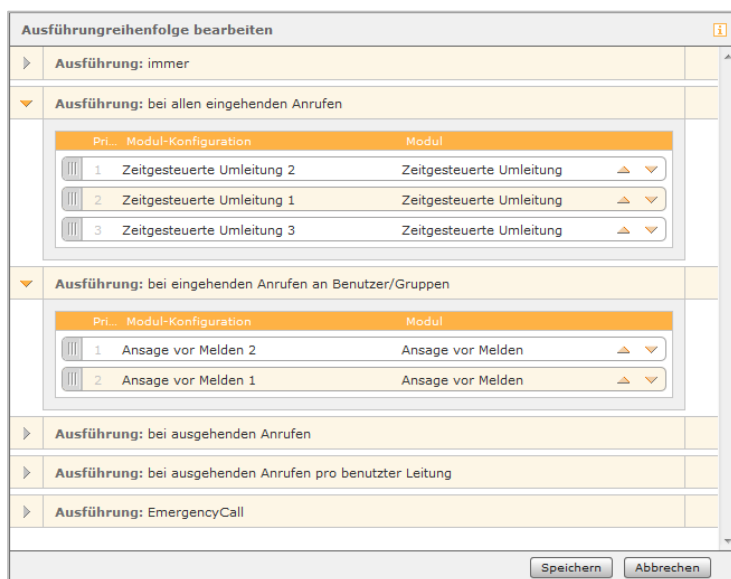 Ausführungreihenfolge bearbeiten
Ausführung: immer
Ausführung: bei allen eingehenden Anrufen
Pri... Modul-Konfiguration Modul
1 Zeitgesteuerte Umleitung 2 Zeitgesteuerte Umleitung
2 Zeitgesteuerte Umleitung 1 Zeitgesteuerte Umleitung
3 Zeitgesteuerte Umleitung 3 Zeitgesteuerte Umleitung
Ausführung: bei eingehenden Anrufen an Benutzer/Gruppen
Pri... Modul-Konfiguration Modul
1 Ansage vor Melden 2 Ansage vor Melden
2 Ansage vor Melden 1 Ansage vor Melden
Ausführung: bei ausgehenden Anrufen
Ausführung: bei ausgehenden Anrufen pro benutzter Leitung
Ausführung: EmergencyCall
Speichern Abbrechen